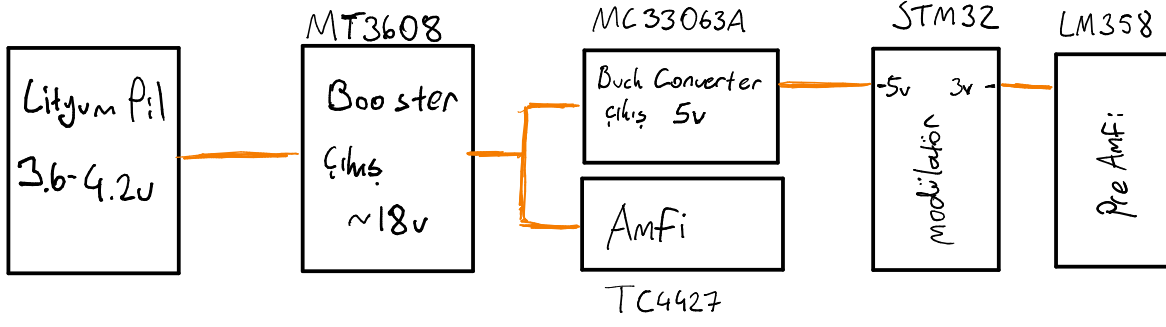 MT3608
MC33063A
STM32
LM358
Lityum Pil
3.6-4.2v
Booster
çıkış
~18v
Buck Converter
çıkış 5v
Amfi
TC4427
-5v 3v -
modülatör
Pre Amfi